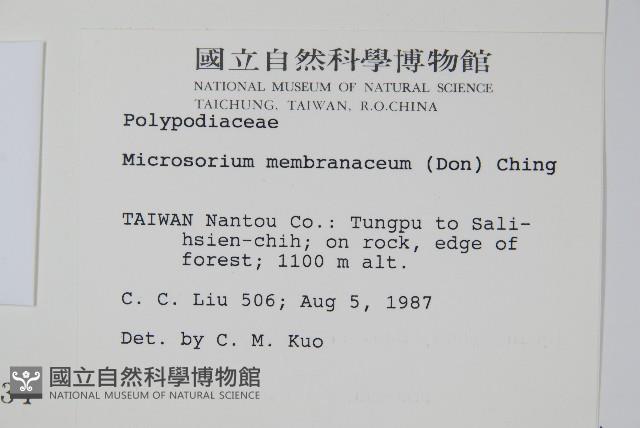 國立自然科學博物館
NATIONAL MUSEUM OF NATURAL SCIENCE
TAICHUNG, TAIWAN, R.O.CHINA
Polypodiaceae
Microsorium membranaceum (Don) Ching
TAIWAN Nantou Co.: Tungpu to Sali-
hsien-chih; on rock, edge of
forest; 1100 m alt.
C. C. Liu 506; Aug 5, 1987
Det. by C. M. Kuo
國立自然科學博物館
NATIONAL MUSEUM OF NATURAL SCIENCE